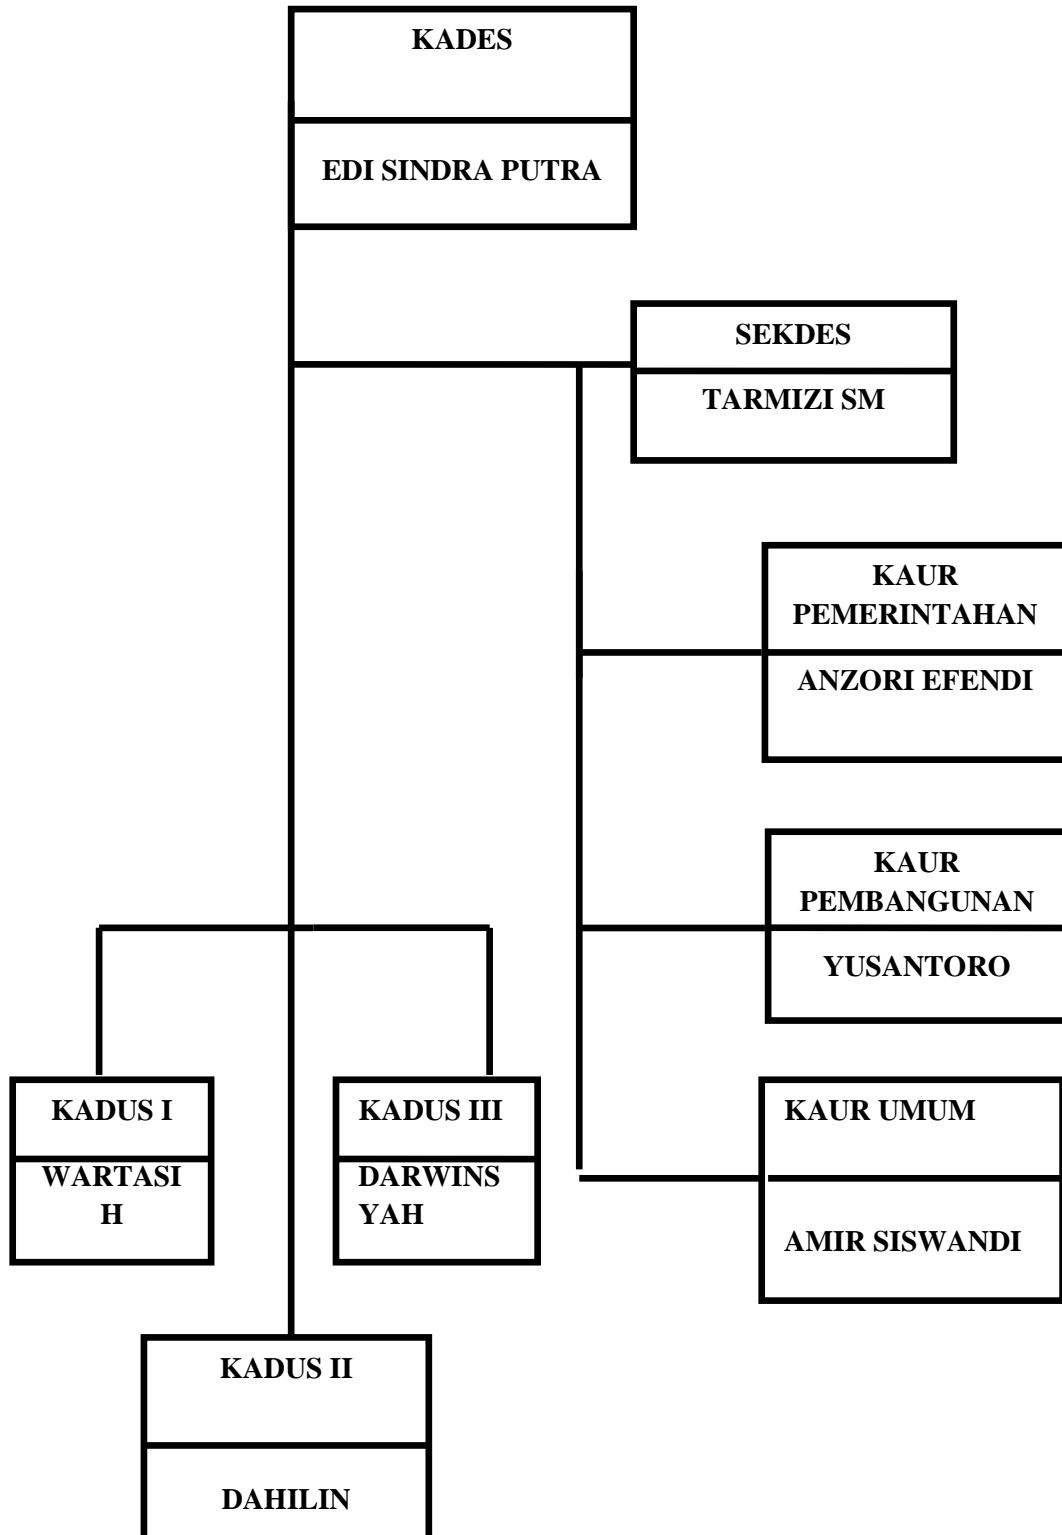 KADES
EDI SINDRA PUTRA
SEKDES
TARMIZI SM
KAUR
PEMERINTAHAN
ANZORI EFENDI
KAUR
PEMBANGUNAN
YUSANTORO
KADUS I
WARTASI
H
KADUS III
DARWINS
YAH
KAUR UMUM
AMIR SISWANDI
KADUS II
DAHILIN